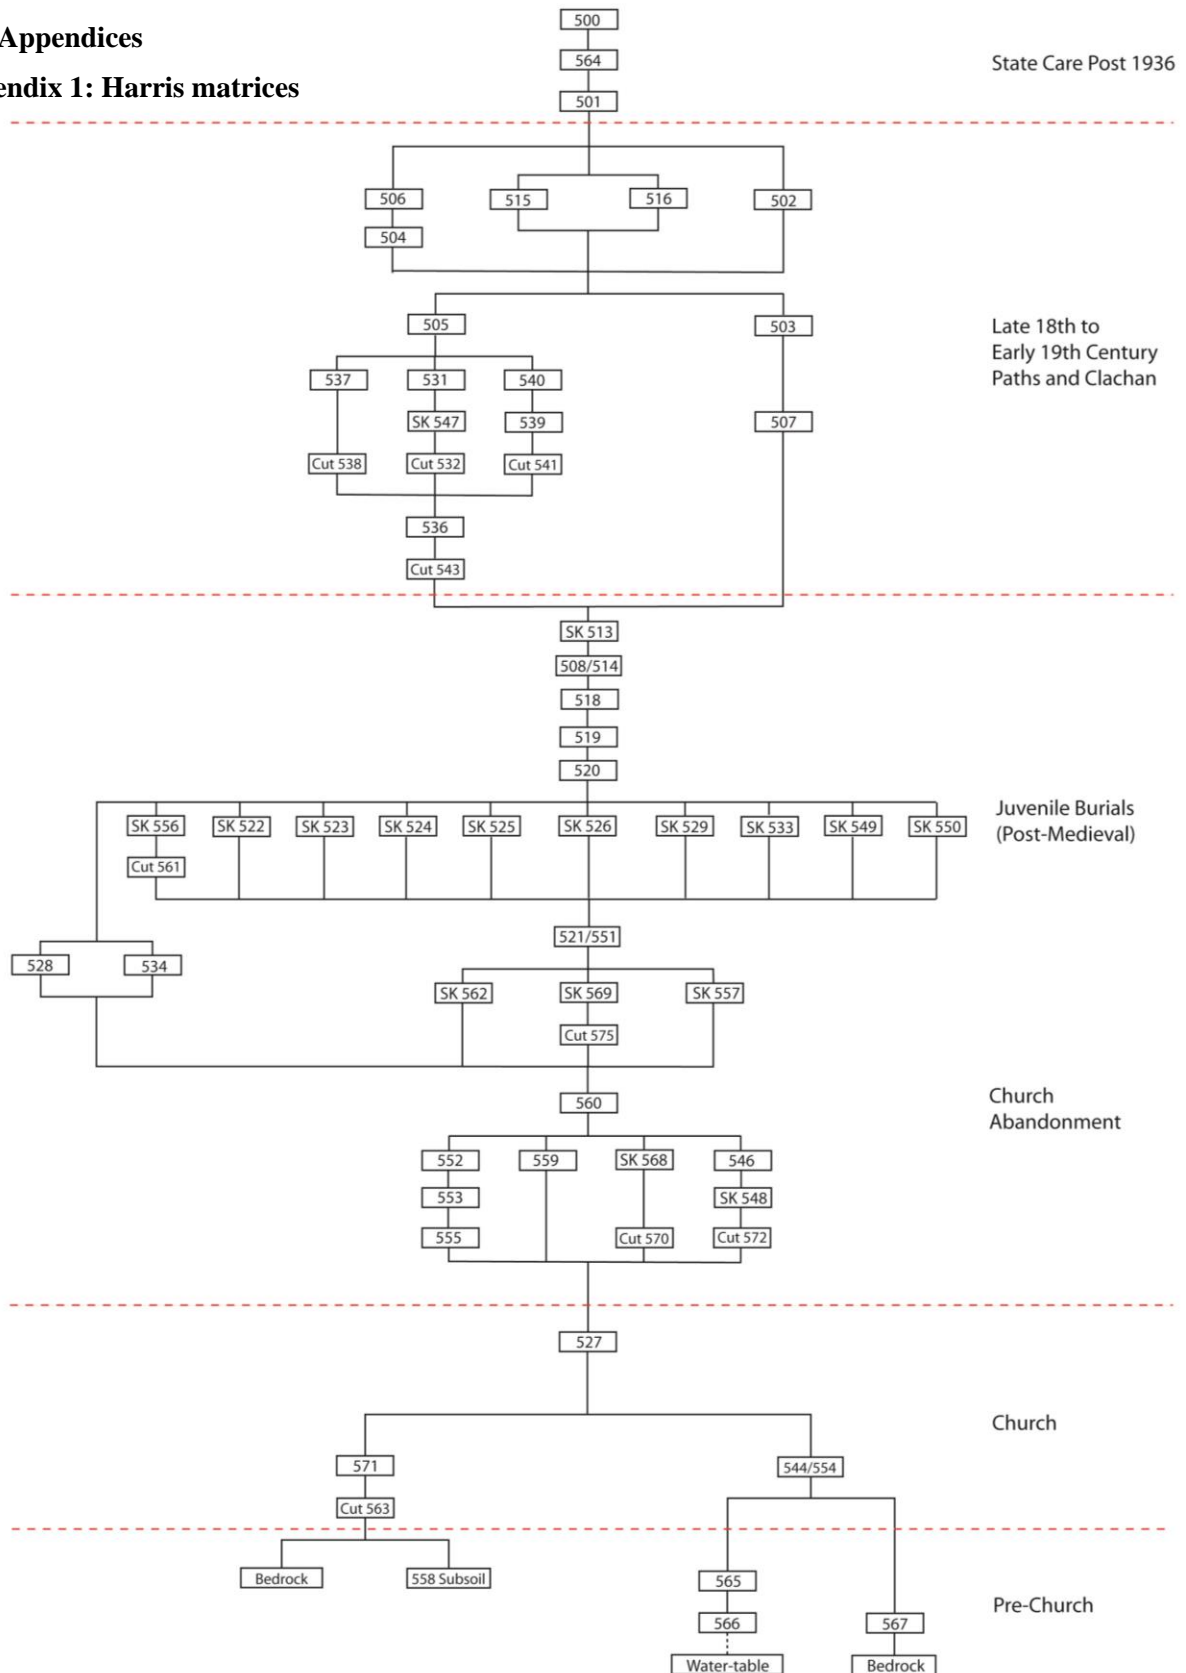 Appendices
endix 1: Harris matrices
500
564
501
State Care Post 1936
506
515
516
502
504
505
503
Late 18th to
Early 19th Century
Paths and Clachan
537
531
540
SK 547
539
507
Cut 538
Cut 532
Cut 541
536
Cut 543
SK 513
508/514
518
519
520
Juvenile Burials
(Post-Medieval)
SK 556
SK 522
SK 523
SK 524
SK 525
SK 526
SK 529
SK 533
SK 549
SK 550
Cut 561
521/551
528
534
SK 562
SK 569
SK 557
Cut 575
560
Church
Abandonment
552
559
SK 568
546
553
SK 548
555
Cut 570
Cut 572
527
Church
571
544/554
Cut 563
Bedrock
558 Subsoil
565
Pre-Church
566
567
Water-table
Bedrock